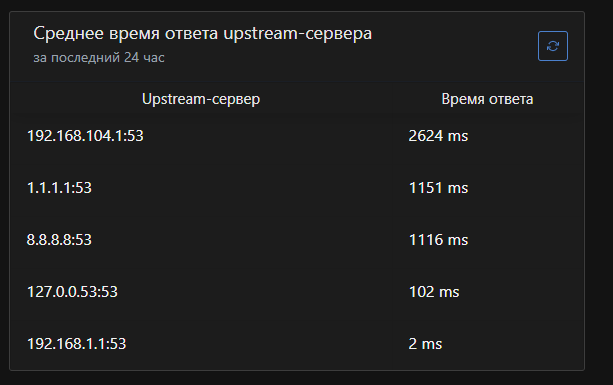 Среднее время ответа upstream-сервера
за последний 24 час
Upstream-сервер Время ответа
192.168.104.1:53 2624 ms
1.1.1.1:53 1151 ms
8.8.8.8:53 1116 ms
127.0.0.53:53 102 ms
192.168.1.1:53 2 ms